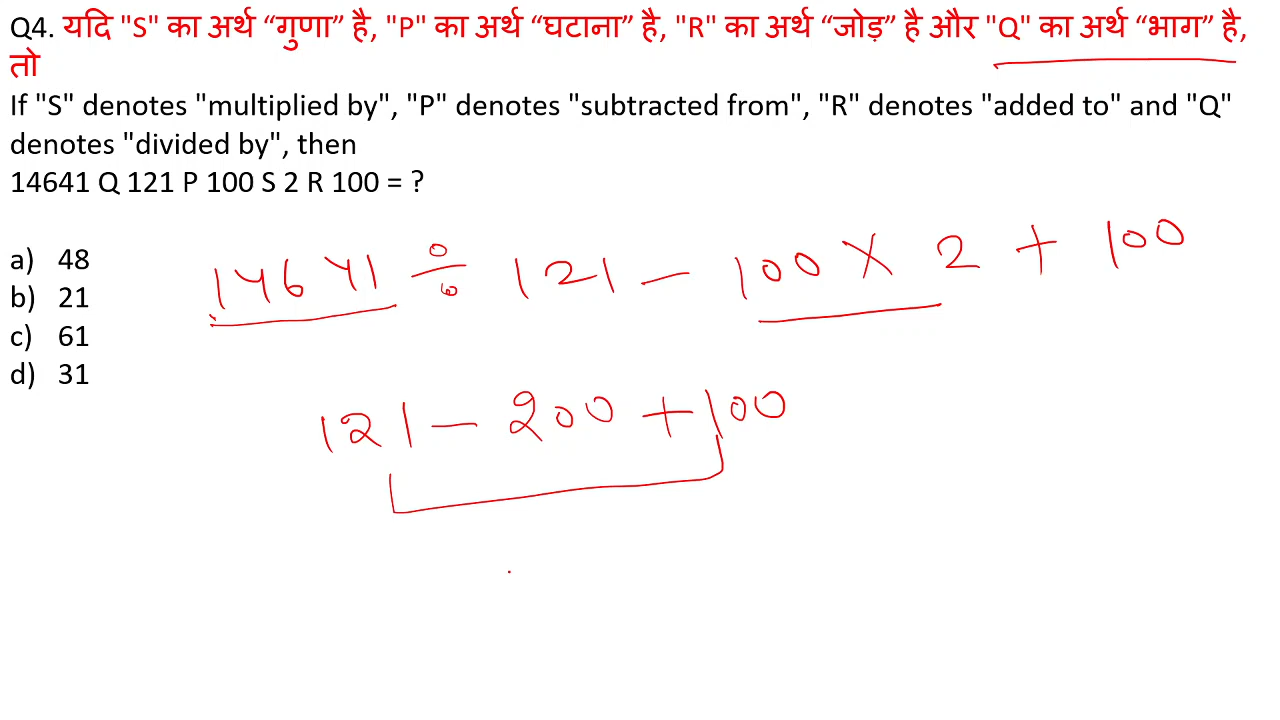 Q4. यदि "S" का अर्थ “गुणा” है, "P" का अर्थ “घटाना” है, "R" का अर्थ “जोड़” है और "Q" का अर्थ “भाग” है,
तो
If "S" denotes "multiplied by", "P" denotes "subtracted from", "R" denotes "added to" and "Q"
denotes "divided by", then
14641 Q 121 P 100 S 2 R 100 = ?
a) 48
b) 21
c) 61
d) 31
14641 ÷ 121 - 100 × 2 + 100
121 - 200 + 100